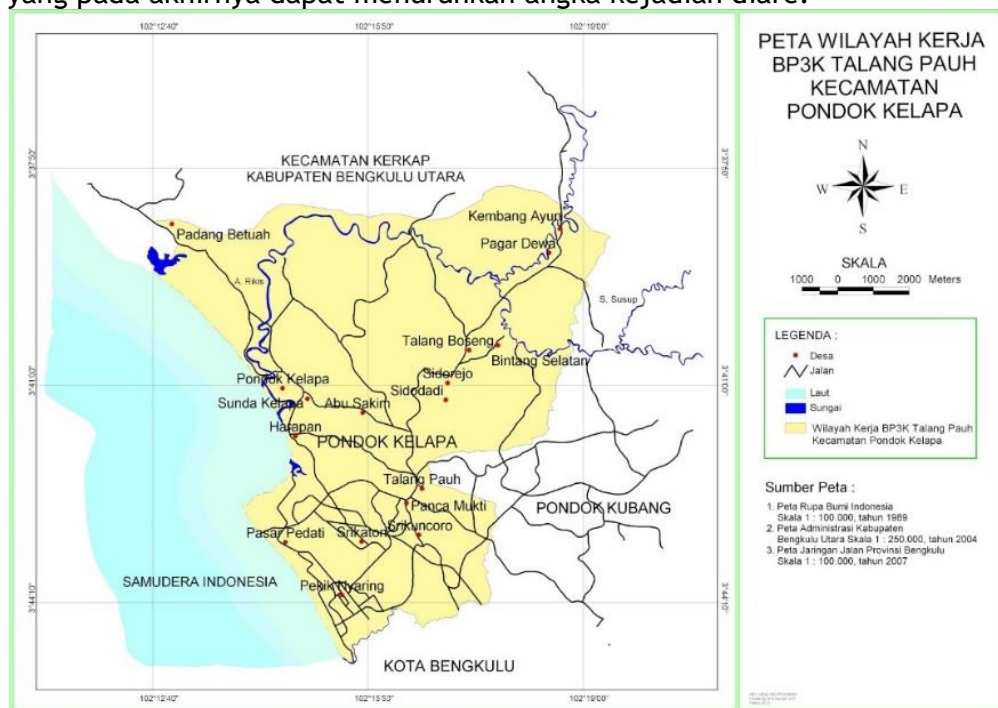 yang pada akhirnya dapat menurunkan angka kejadian diare.
102°12'40"
102°15'50"
102°19'00"
PETA WILAYAH KERJA
BP3K TALANG PAUH
KECAMATAN
PONDOK KELAPA
N
W
E
S
SKALA
1000 0 1000 2000 Meters
LEGENDA :
Desa
Jalan
Laut
Sungai
Wilayah Kerja BP3K Talang Pauh
Kecamatan Pondok Kelapa
Sumber Peta :
1. Peta Rupa Bumi Indonesia
Skala 1 : 100.000, tahun 1989
2. Peta Administrasi Kabupaten
Bengkulu Utara Skala 1 : 250.000, tahun 2004
3. Peta Jaringan Jalan Provinsi Bengkulu
Skala 1 : 100.000, tahun 2007
3°37'50"
3°37'50"
KECAMATAN KERKAP
KABUPATEN BENGKULU UTARA
Kembang Ayun
Padang Betuah
Pagar Dewa
A. Rikis
S. Susup
Talang Boseng
Bintang Selatan
3°41'00"
3°41'00"
Pondok Kelapa
Sidorejo
Sidodadi
Sunda Kelapa
Abu Sakim
Harapan
PONDOK KELAPA
Talang Pauh
Panca Mukti
PONDOK KUBANG
Pasar Pedati
Srikaton
Srikuncoro
SAMUDERA INDONESIA
Pekik Nyaring
3°44'10"
3°44'10"
KOTA BENGKULU
102°12'40"
102°15'50"
102°19'00"